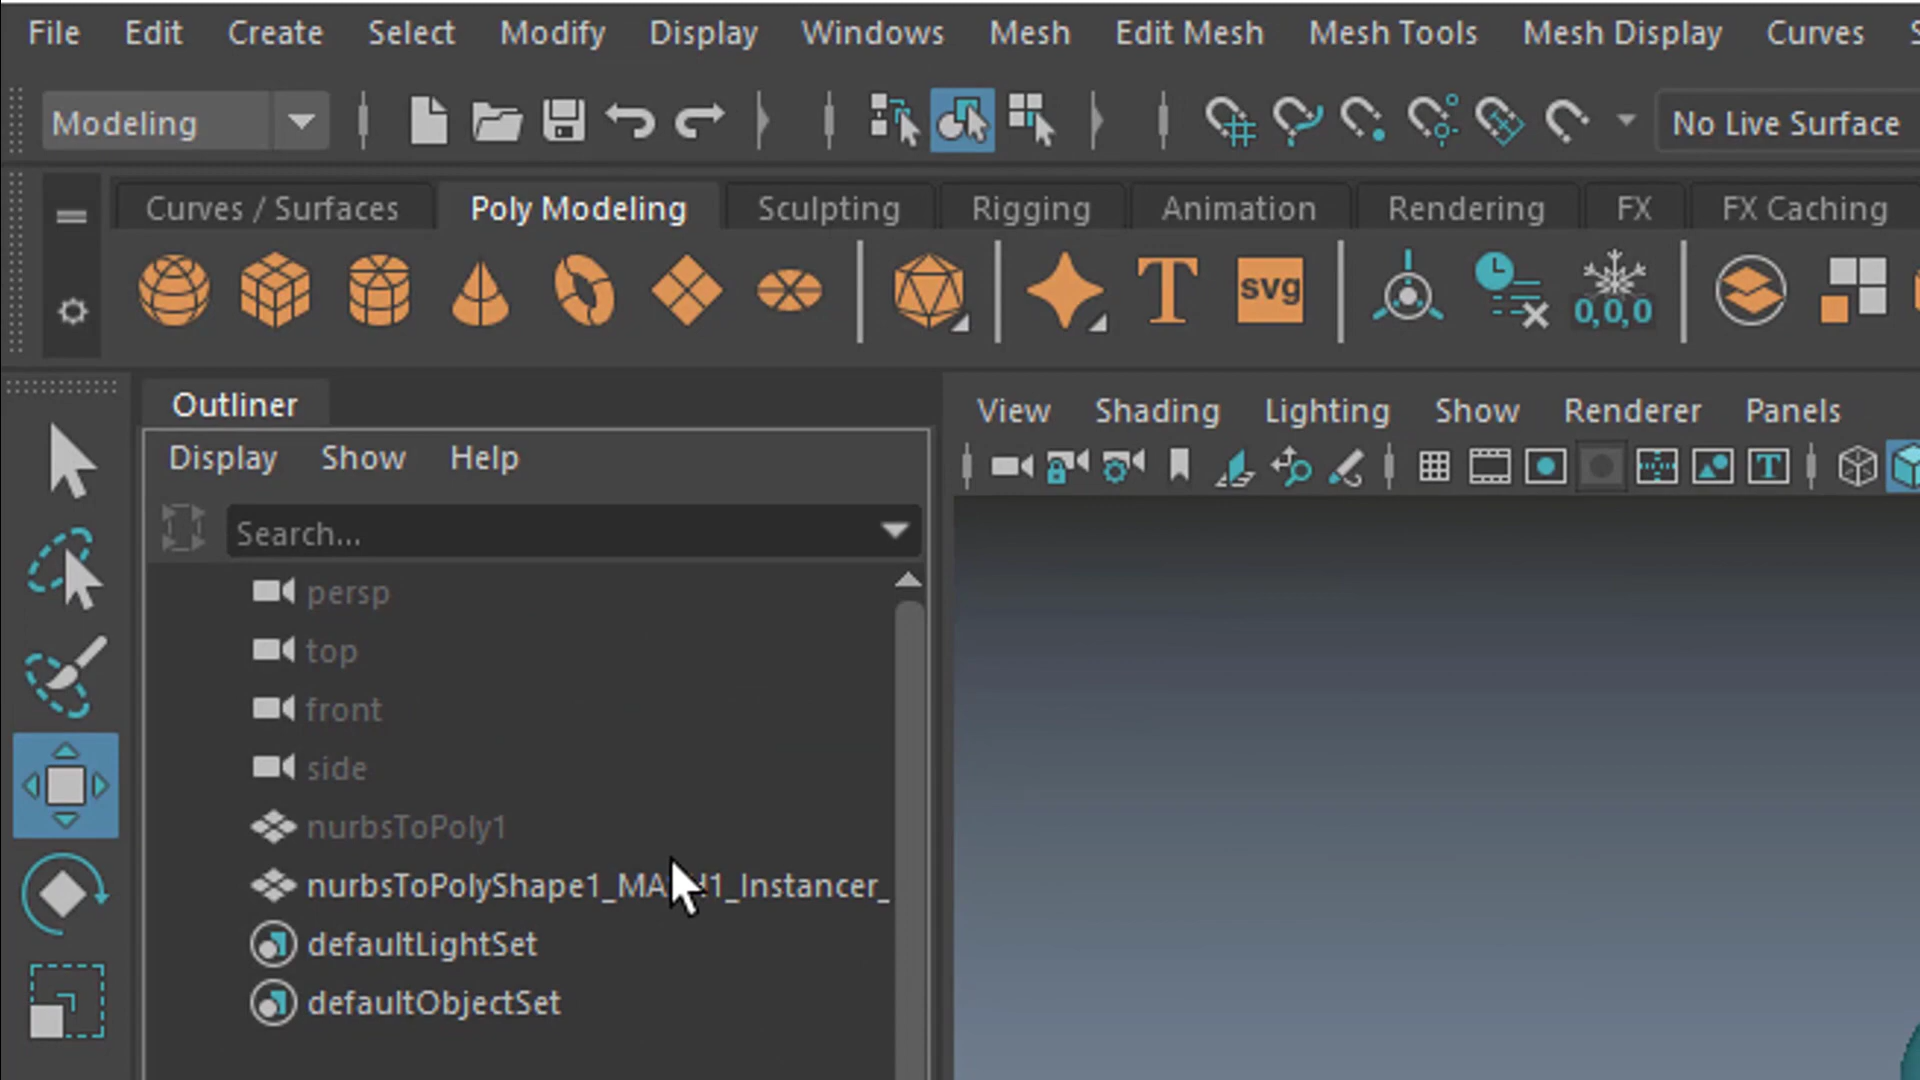 File Edit Create Select Modify Display Windows Mesh Edit Mesh Mesh Tools Mesh Display Curves
Modeling No Live Surface
Curves / Surfaces Poly Modeling Sculpting Rigging Animation Rendering FX FX Caching
T svg 0,0,0
Outliner
View Shading Lighting Show Renderer Panels
Display Show Help
T
Search...
persp
top
front
side
nurbsToPoly1
defaultLightSet
defaultObjectSet